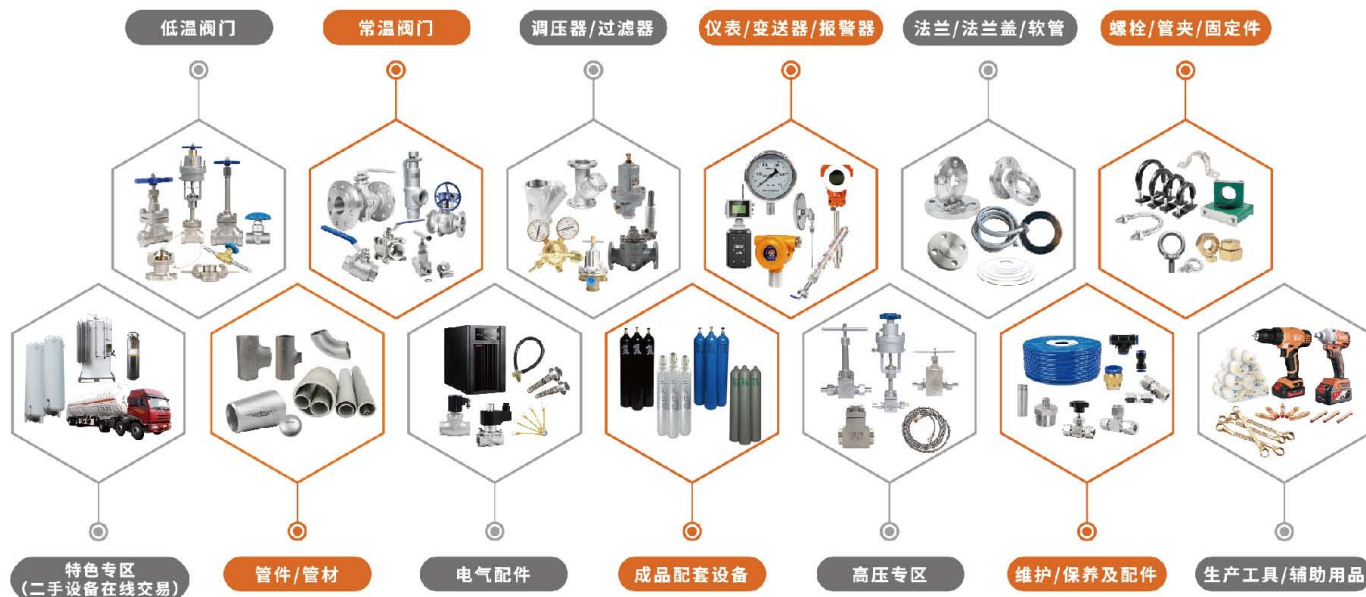 低温阀门
常温阀门
调压器/过滤器
仪表/变送器/报警器
法兰/法兰盖/软管
螺栓/管夹/固定件
特色专区
(二手设备在线交易)
管件/管材
电气配件
成品配套设备
高压专区
维护/保养及配件
生产工具/辅助用品